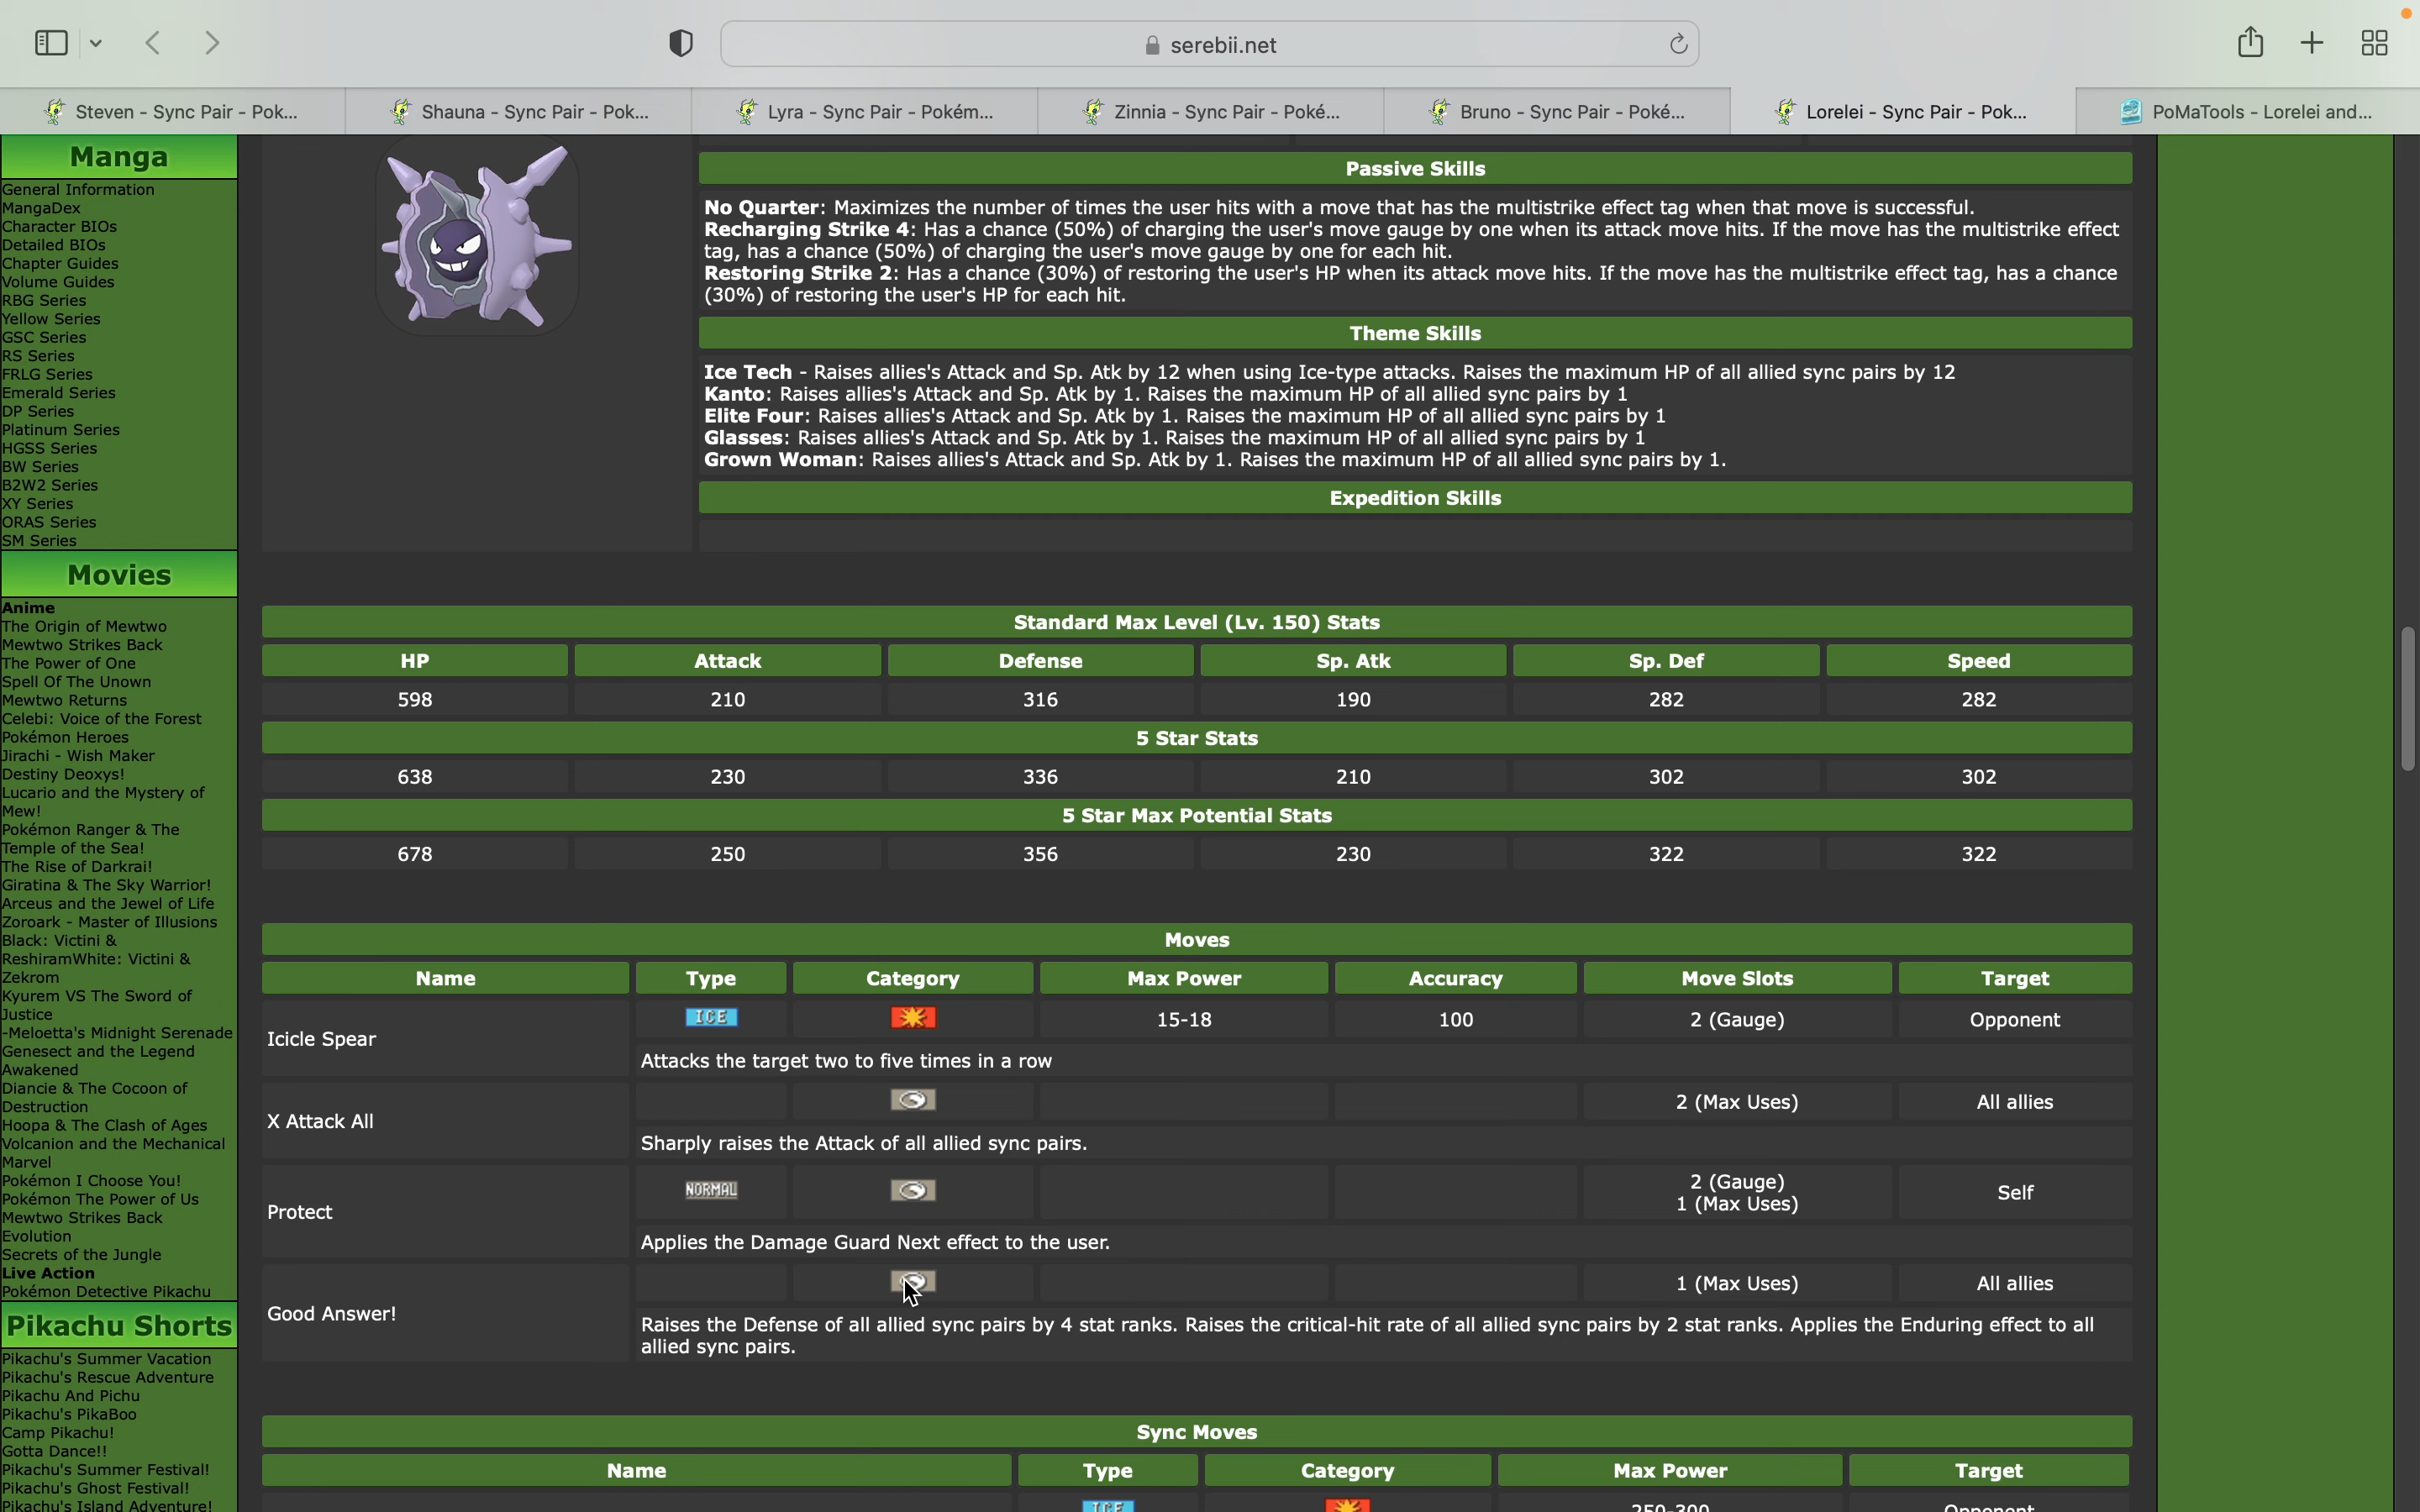 serebii.net
Steven - Sync Pair - Pok...
Shauna - Sync Pair - Pok...
Lyra - Sync Pair - Pokém...
Zinnia - Sync Pair - Poké...
Bruno - Sync Pair - Poké...
Lorelei - Sync Pair - Pok...
PoMaTools - Lorelei and...
Manga
General Information
MangaDex
Character BIOs
Detailed BIOs
Chapter Guides
Volume Guides
RBG Series
Yellow Series
GSC Series
RS Series
FRLG Series
Emerald Series
DP Series
Platinum Series
HGSS Series
BW Series
B2W2 Series
XY Series
ORAS Series
SM Series
Movies
Anime
The Origin of Mewtwo
Mewtwo Strikes Back
The Power of One
Spell Of The Unown
Mewtwo Returns
Celebi: Voice of the Forest
Pokémon Heroes
Jirachi - Wish Maker
Destiny Deoxys!
Lucario and the Mystery of
Mew!
Pokémon Ranger & The
Temple of the Sea!
The Rise of Darkrai!
Giratina & The Sky Warrior!
Arceus and the Jewel of Life
Zoroark - Master of Illusions
Black: Victini &
ReshiramWhite: Victini &
Zekrom
Kyurem VS The Sword of
Justice
-Meloetta's Midnight Serenade
Genesect and the Legend
Awakened
Diancie & The Cocoon of
Destruction
Hoopa & The Clash of Ages
Volcanion and the Mechanical
Marvel
Pokémon I Choose You!
Pokémon The Power of Us
Mewtwo Strikes Back
Evolution
Secrets of the Jungle
Live Action
Pokémon Detective Pikachu
Pikachu Shorts
Pikachu's Summer Vacation
Pikachu's Rescue Adventure
Pikachu And Pichu
Pikachu's PikaBoo
Camp Pikachu!
Gotta Dance!!
Pikachu's Summer Festival!
Pikachu's Ghost Festival!
Pikachu's Island Adventure!
Passive Skills
No Quarter: Maximizes the number of times the user hits with a move that has the multistrike effect tag when that move is successful.
Recharging Strike 4: Has a chance (50%) of charging the user's move gauge by one when its attack move hits. If the move has the multistrike effect
tag, has a chance (50%) of charging the user's move gauge by one for each hit.
Restoring Strike 2: Has a chance (30%) of restoring the user's HP when its attack move hits. If the move has the multistrike effect tag, has a chance
(30%) of restoring the user's HP for each hit.
Theme Skills
Ice Tech - Raises allies's Attack and Sp. Atk by 12 when using Ice-type attacks. Raises the maximum HP of all allied sync pairs by 12
Kanto: Raises allies's Attack and Sp. Atk by 1. Raises the maximum HP of all allied sync pairs by 1
Elite Four: Raises allies's Attack and Sp. Atk by 1. Raises the maximum HP of all allied sync pairs by 1
Glasses: Raises allies's Attack and Sp. Atk by 1. Raises the maximum HP of all allied sync pairs by 1
Grown Woman: Raises allies's Attack and Sp. Atk by 1. Raises the maximum HP of all allied sync pairs by 1.
Expedition Skills
Standard Max Level (Lv. 150) Stats
HP Attack Defense Sp. Atk Sp. Def Speed
598 210 316 190 282 282
5 Star Stats
638 230 336 210 302 302
5 Star Max Potential Stats
678 250 356 230 322 322
Moves
Name Type Category Max Power Accuracy Move Slots Target
Icicle Spear ICE 15-18 100 2 (Gauge) Opponent
Attacks the target two to five times in a row
X Attack All 2 (Max Uses) All allies
Sharply raises the Attack of all allied sync pairs.
Protect NORMAL 2 (Gauge) 1 (Max Uses) Self
Applies the Damage Guard Next effect to the user.
Good Answer! 1 (Max Uses) All allies
Raises the Defense of all allied sync pairs by 4 stat ranks. Raises the critical-hit rate of all allied sync pairs by 2 stat ranks. Applies the Enduring effect to all
allied sync pairs.
Sync Moves
Name Type Category Max Power Target
ICE 250-300 Opponent